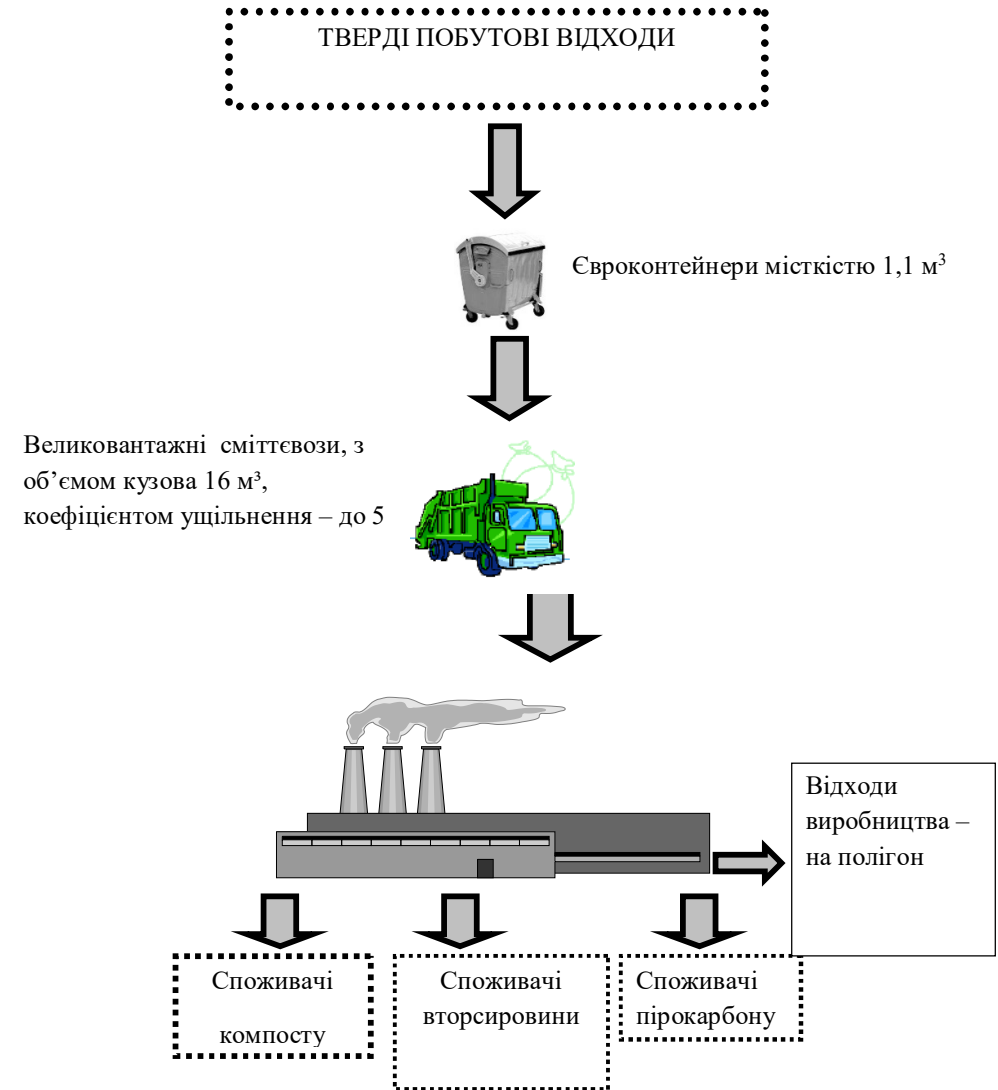 ТВЕРДІ ПОБУТОВІ ВІДХОДИ
Євроконтейнери місткістю 1,1 м³
Великовантажні сміттєвози, з
об’ємом кузова 16 м³,
коефіцієнтом ущільнення – до 5
Відходи
виробництва –
на полігон
Споживачі
компосту
Споживачі
вторсировини
Споживачі
пірокарбону